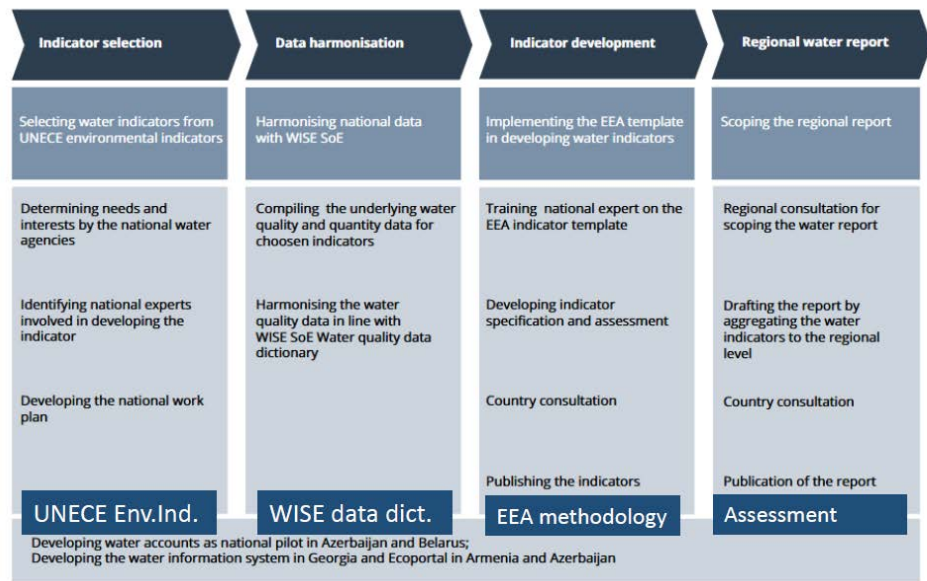 Indicator selection
Data harmonisation
Indicator development
Regional water report
Selecting water indicators from
UNECE environmental indicators
Harmonising national data
with WISE SoE
Implementing the EEA template
in developing water indicators
Scoping the regional report
Determining needs and
interests by the national water
agencies
Identifying national experts
involved in developing the
indicator
Developing the national work
plan
UNECE Env.Ind.
Compiling the underlying water
quality and quantity data for
choosen indicators
Harmonising the water
quality data in line with
WISE SoE Water quality data
dictionary
WISE data dict.
Training national expert on the
EEA indicator template
Developing indicator
specification and assessment
Country consultation
Publishing the indicators
EEA methodology
Regional consultation for
scoping the water report
Drafting the report by
aggregating the water
indicators to the regional
level
Country consultation
Publication of the report
Assessment
Developing water accounts as national pilot in Azerbaijan and Belarus;
Developing the water information system in Georgia and Ecoportal in Armenia and Azerbaijan